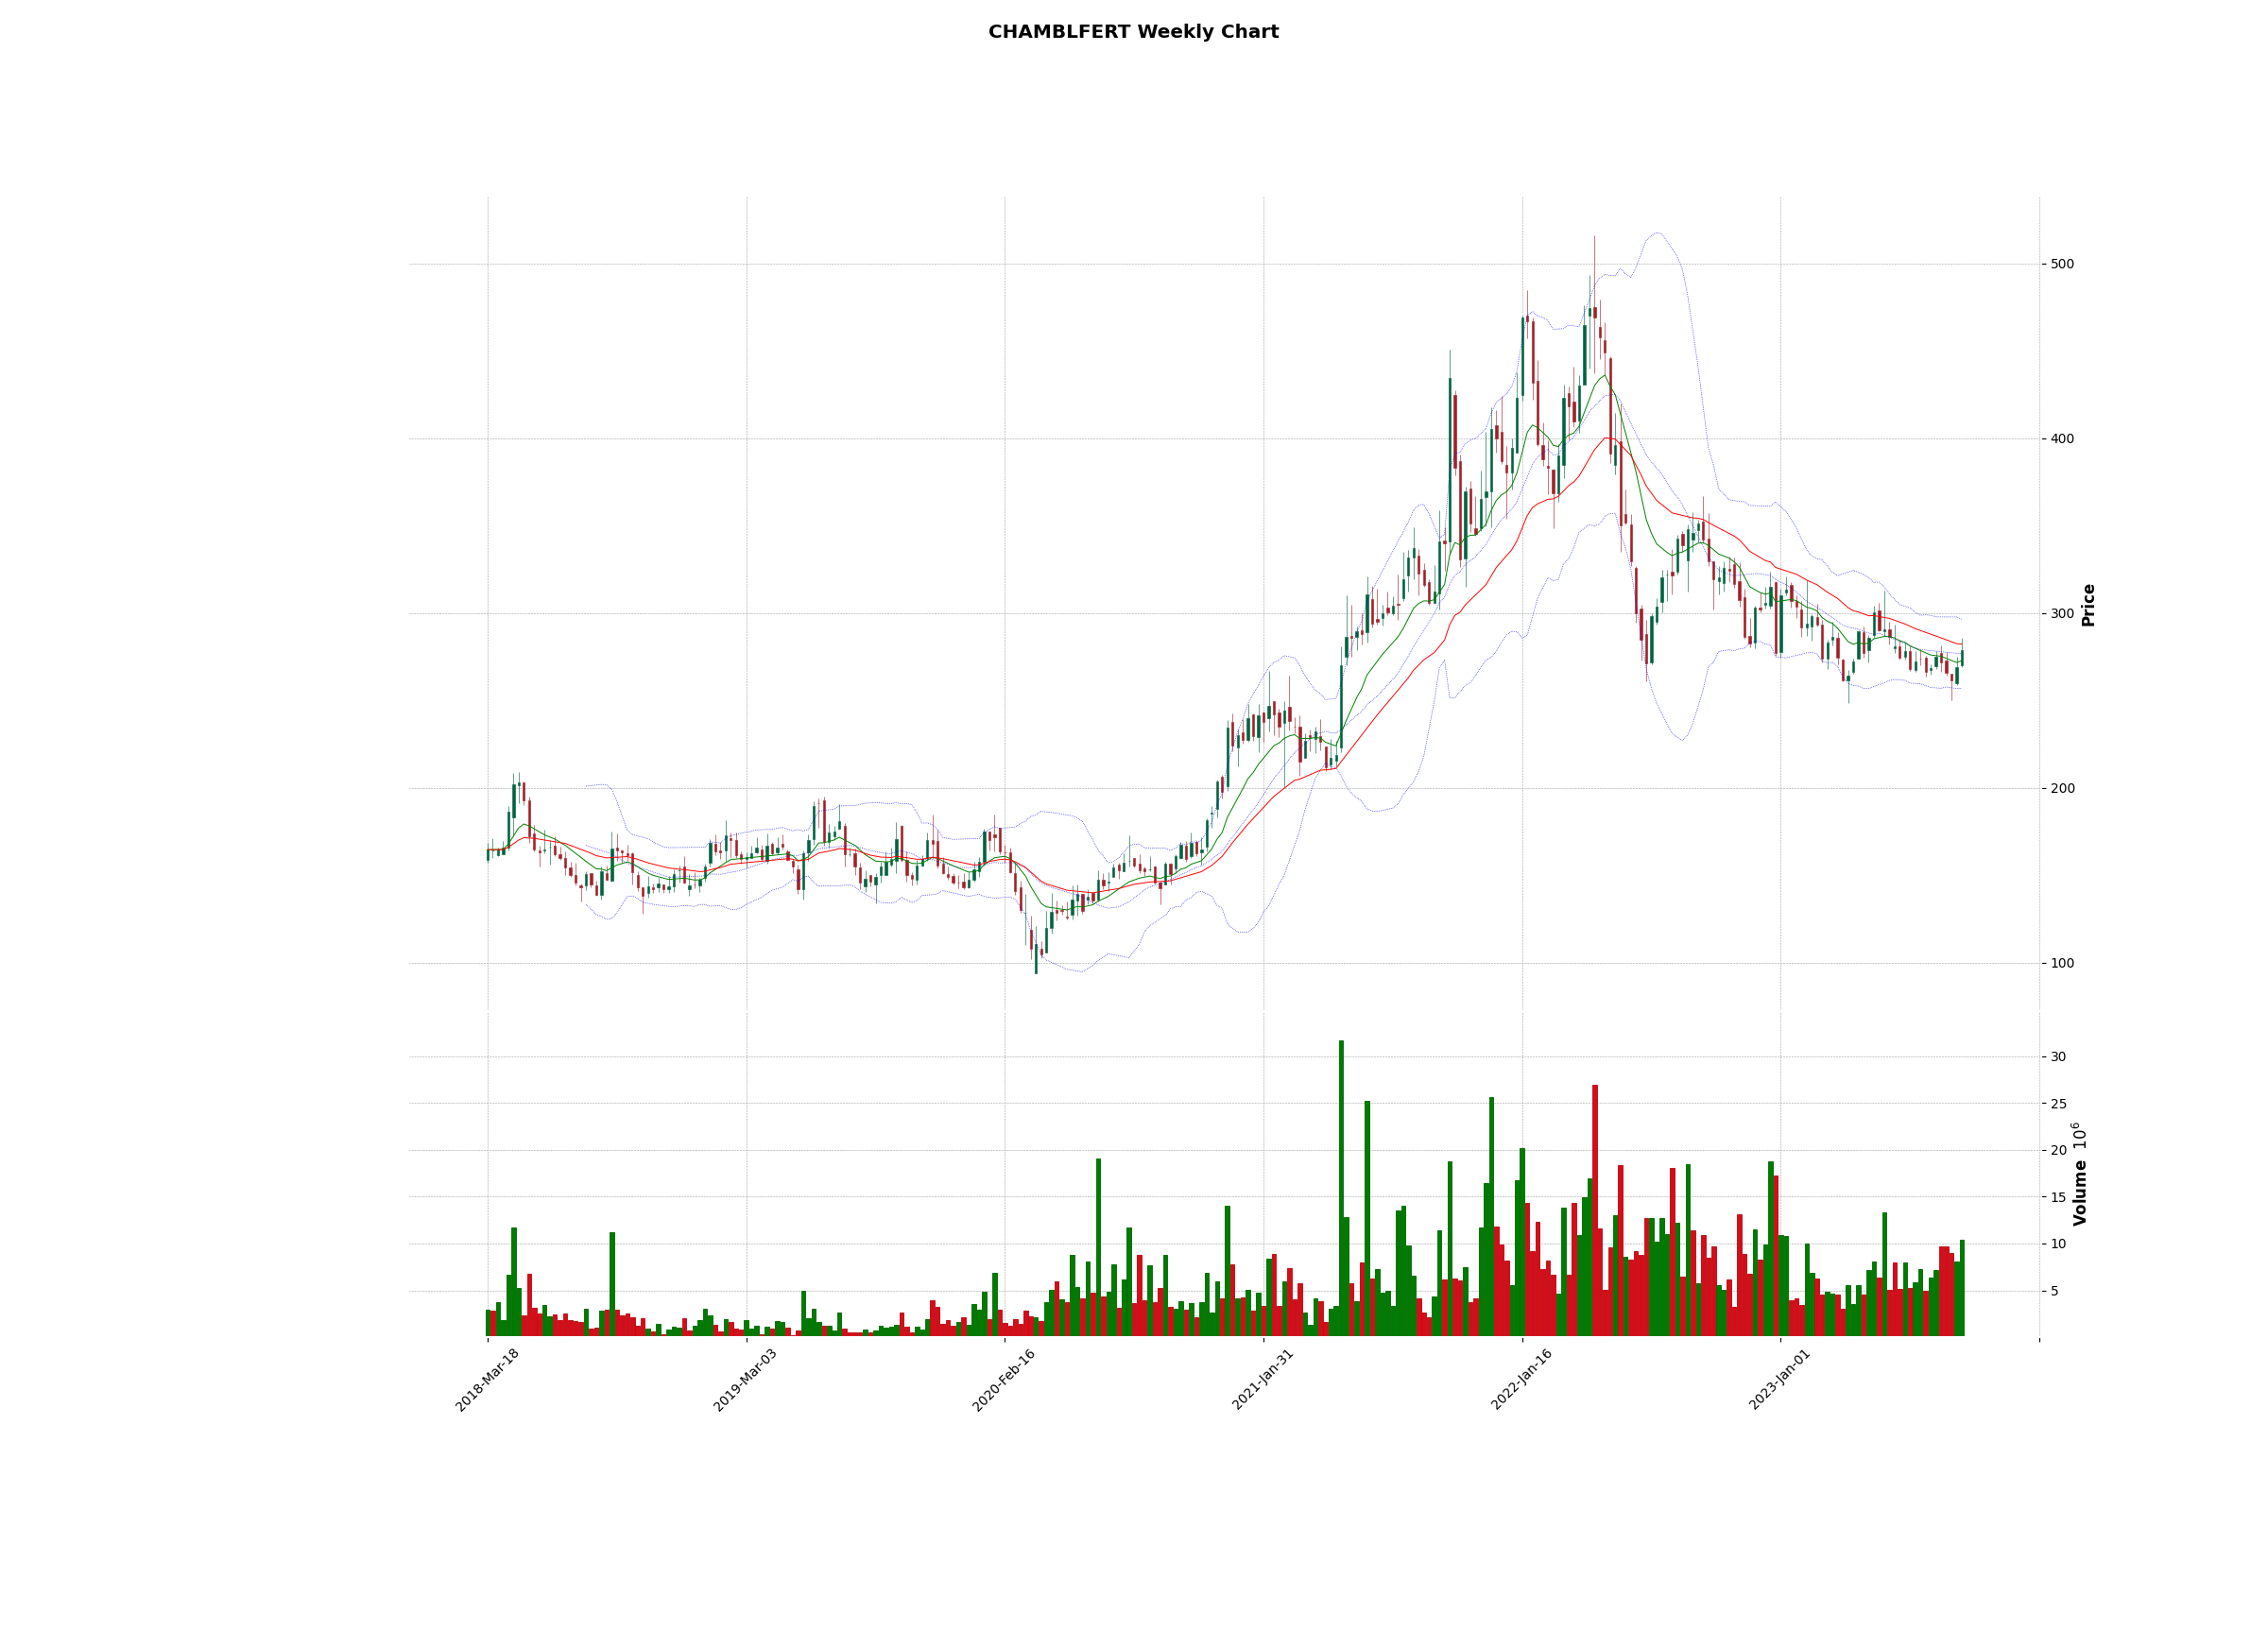 CHAMBLFERT Weekly Chart
500
400
300
200
100
Price
30
25
20
15
10
5
Volume 10^6
2018-Mar-18
2019-Mar-03
2020-Feb-16
2021-Jan-31
2022-Jan-16
2023-Jan-01